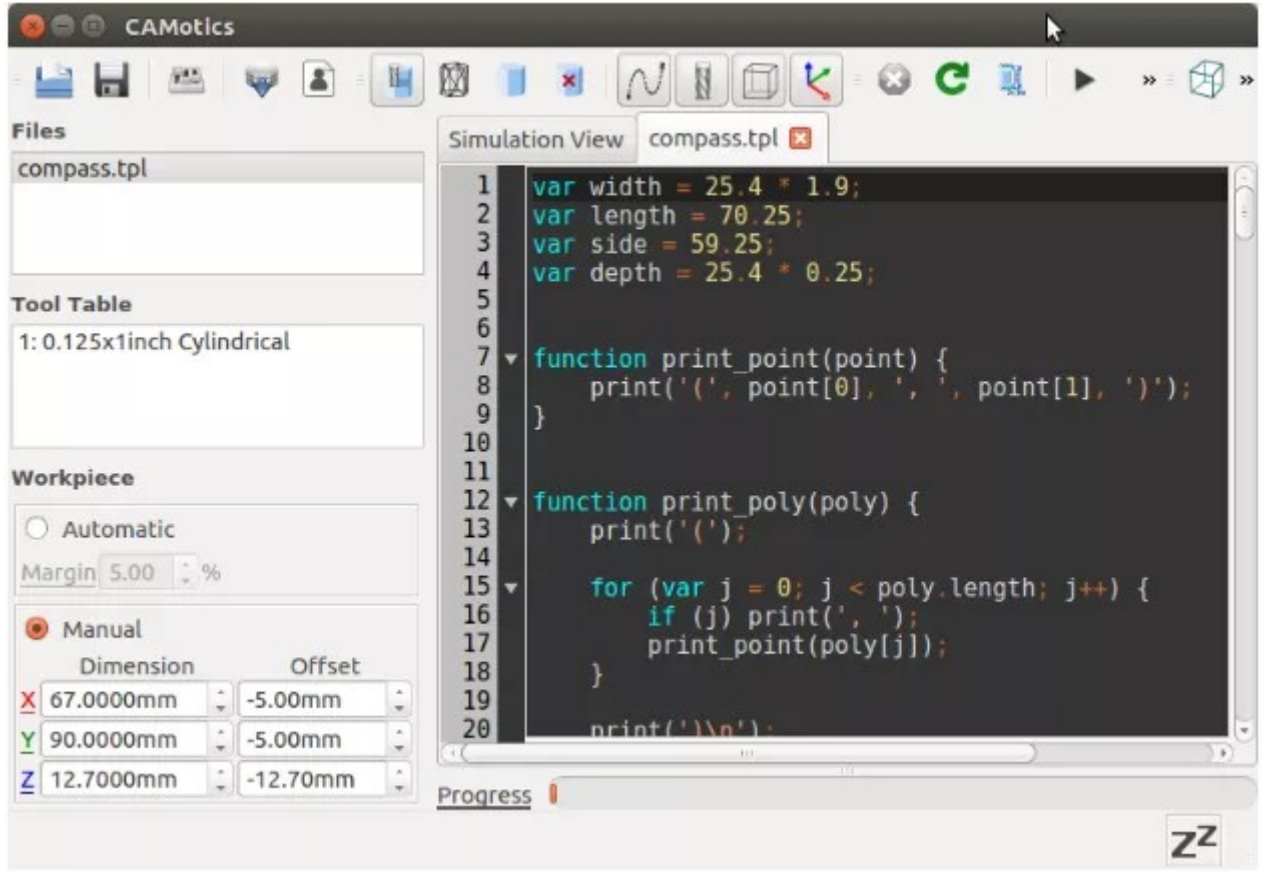 CAMotics
Files
compass.tpl
Tool Table
1: 0.125x1inch Cylindrical
Workpiece
Automatic
Margin 5.00 %
Manual
Dimension Offset
X 67.0000mm -5.00mm
Y 90.0000mm -5.00mm
Z 12.7000mm -12.70mm
Simulation View compass.tpl
1 var width = 25.4 * 1.9;
2 var length = 70.25;
3 var side = 59.25;
4 var depth = 25.4 * 0.25;
5
6
7 function print_point(point) {
8     print('(', point[0], ', ', point[1], ')');
9 }
10
11
12 function print_poly(poly) {
13     print('(');
14
15     for (var j = 0; j < poly.length; j++) {
16         if (j) print(', ');
17         print_point(poly[j]);
18     }
19
20     print(')\n');
Progress
zZ